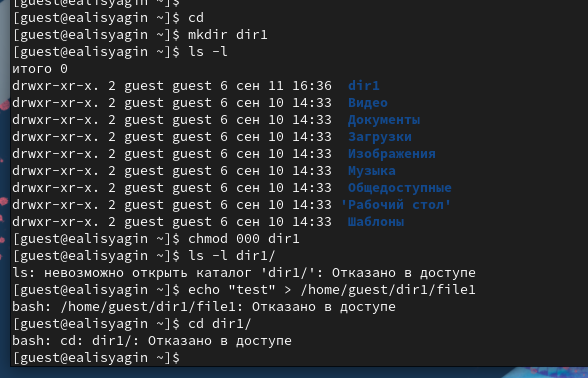 [guest@ealisyagin ~]$
[guest@ealisyagin ~]$ cd
[guest@ealisyagin ~]$ mkdir dir1
[guest@ealisyagin ~]$ ls -l
итого 0
drwxr-xr-x. 2 guest guest 6 сен 11 16:36  dir1
drwxr-xr-x. 2 guest guest 6 сен 10 14:33  Видео
drwxr-xr-x. 2 guest guest 6 сен 10 14:33  Документы
drwxr-xr-x. 2 guest guest 6 сен 10 14:33  Загрузки
drwxr-xr-x. 2 guest guest 6 сен 10 14:33  Изображения
drwxr-xr-x. 2 guest guest 6 сен 10 14:33  Музыка
drwxr-xr-x. 2 guest guest 6 сен 10 14:33  Общедоступные
drwxr-xr-x. 2 guest guest 6 сен 10 14:33 'Рабочий стол'
drwxr-xr-x. 2 guest guest 6 сен 10 14:33  Шаблоны
[guest@ealisyagin ~]$ chmod 000 dir1
[guest@ealisyagin ~]$ ls -l dir1/
ls: невозможно открыть каталог 'dir1/': Отказано в доступе
[guest@ealisyagin ~]$ echo "test" > /home/guest/dir1/file1
bash: /home/guest/dir1/file1: Отказано в доступе
[guest@ealisyagin ~]$ cd dir1/
bash: cd: dir1/: Отказано в доступе
[guest@ealisyagin ~]$